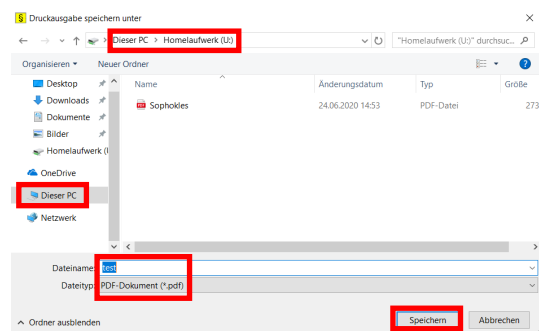 Druckausgabe speichern unter
Dieser PC > Homelaufwerk (U:)
"Homelaufwerk (U:)" durchsuc...
Organisieren
Neuer Ordner
Name Änderungsdatum Typ Größe
Desktop
Sophokles 24.06.2020 14:53 PDF-Datei 273
Downloads
Dokumente
Bilder
Homelaufwerk (
OneDrive
Dieser PC
Netzwerk
Dateiname: test
Dateityp: PDF-Dokument (*.pdf)
Ordner ausblenden
Speichern
Abbrechen